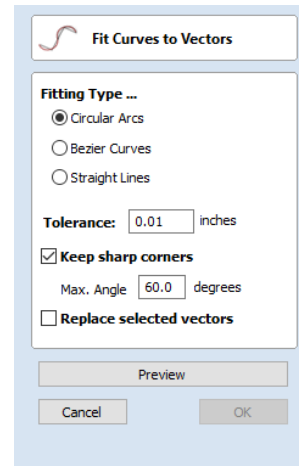 Fit Curves to Vectors
Fitting Type ...
Circular Arcs
Bezier Curves
Straight Lines
Tolerance: 0.01 inches
Keep sharp corners
Max. Angle 60.0 degrees
Replace selected vectors
Preview
Cancel OK